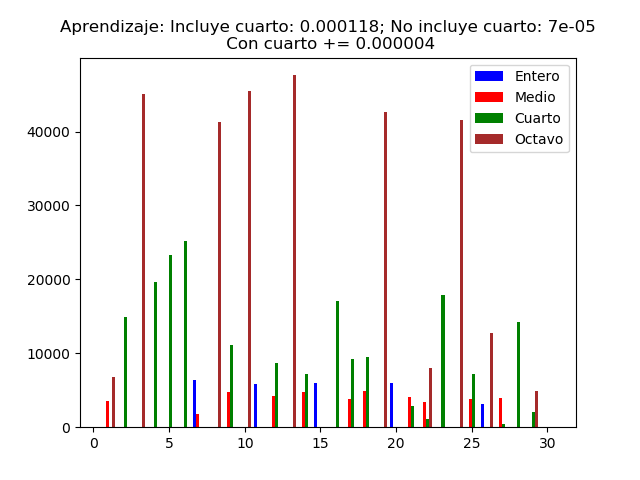 Aprendizaje: Incluye cuarto: 0.000118; No incluye cuarto: 7e-05
Con cuarto += 0.000004
Entero
Medio
Cuarto
Octavo
40000
30000
20000
10000
0
0 5 10 15 20 25 30